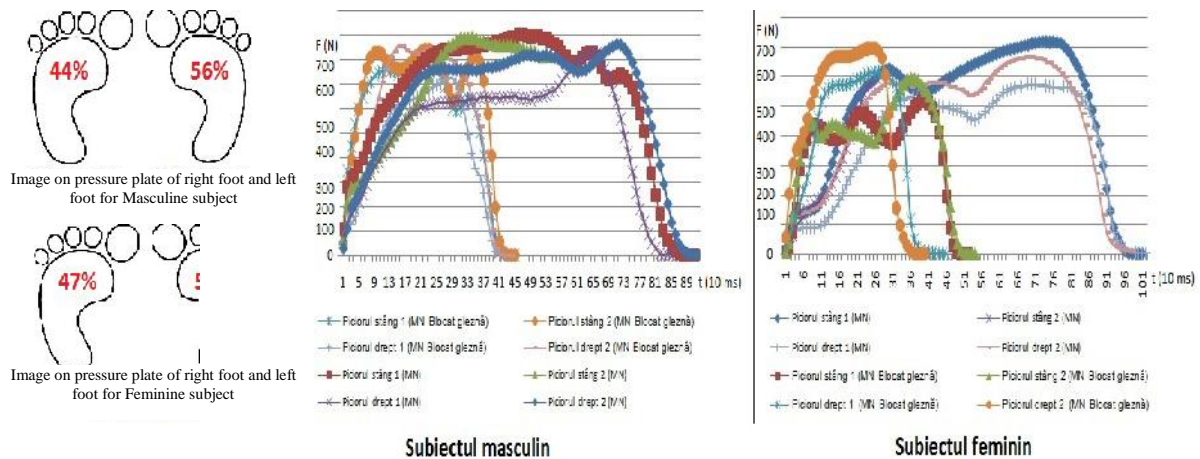 44%
56%
Image on pressure plate of right foot and left
foot for Masculine subject
47%
5
Image on pressure plate of right foot and left
foot for Feminine subject
F (N)
700
600
500
400
300
200
100
0
1 5 9 13 17 21 25 29 33 37 41 45 49 53 57 61 65 69 73 77 81 85 89 t (10 ms)
Piciorul stâng 1 (MN Blocat gleznă)
Piciorul stâng 2 (MN Blocat gleznă)
Piciorul drept 1 (MN Blocat gleznă)
Piciorul drept 2 (MN Blocat gleznă)
Piciorul stâng 1 (MN)
Piciorul stâng 2 (MN)
Piciorul drept 1 (MN)
Piciorul drept 2 (MN)
Subiectul masculin
F (N)
700
600
500
400
300
200
100
0
1 6 11 16 21 26 31 36 41 46 51 56 61 66 71 76 81 86 91 96 101 t (10 ms)
Piciorul stâng 1 (MN)
Piciorul stâng 2 (MN)
Piciorul drept 1 (MN)
Piciorul drept 2 (MN)
Piciorul stâng 1 (MN Blocat gleznă)
Piciorul stâng 2 (MN Blocat gleznă)
Piciorul drept 1 (MN Blocat gleznă)
Piciorul drept 2 (MN Blocat gleznă)
Subiectul feminin